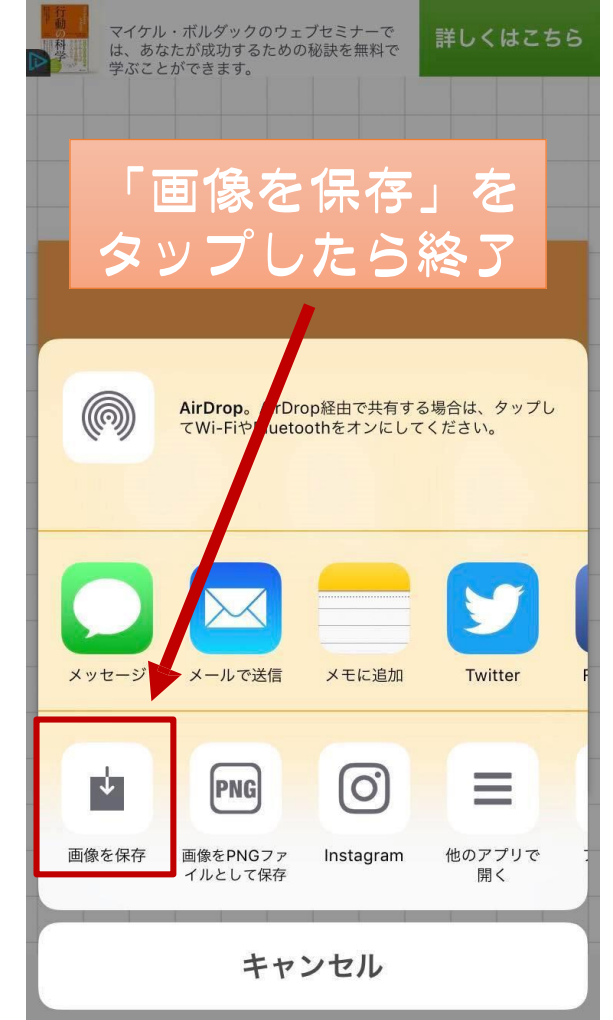 行動の科学
マイケル・ボルダックのウェブセミナーで
は、あなたが成功するための秘訣を無料で
学ぶことができます。
詳しくはこちら
「画像を保存」を
タップしたら終了
AirDrop。AirDrop経由で共有する場合は、タップし
てWi-FiやBluetoothをオンにしてください。
メッセージ
メールで送信
メモに追加
Twitter
F
画像を保存
PNG
画像をPNGファ
イルとして保存
Instagram
他のアプリで
開く
キャンセル